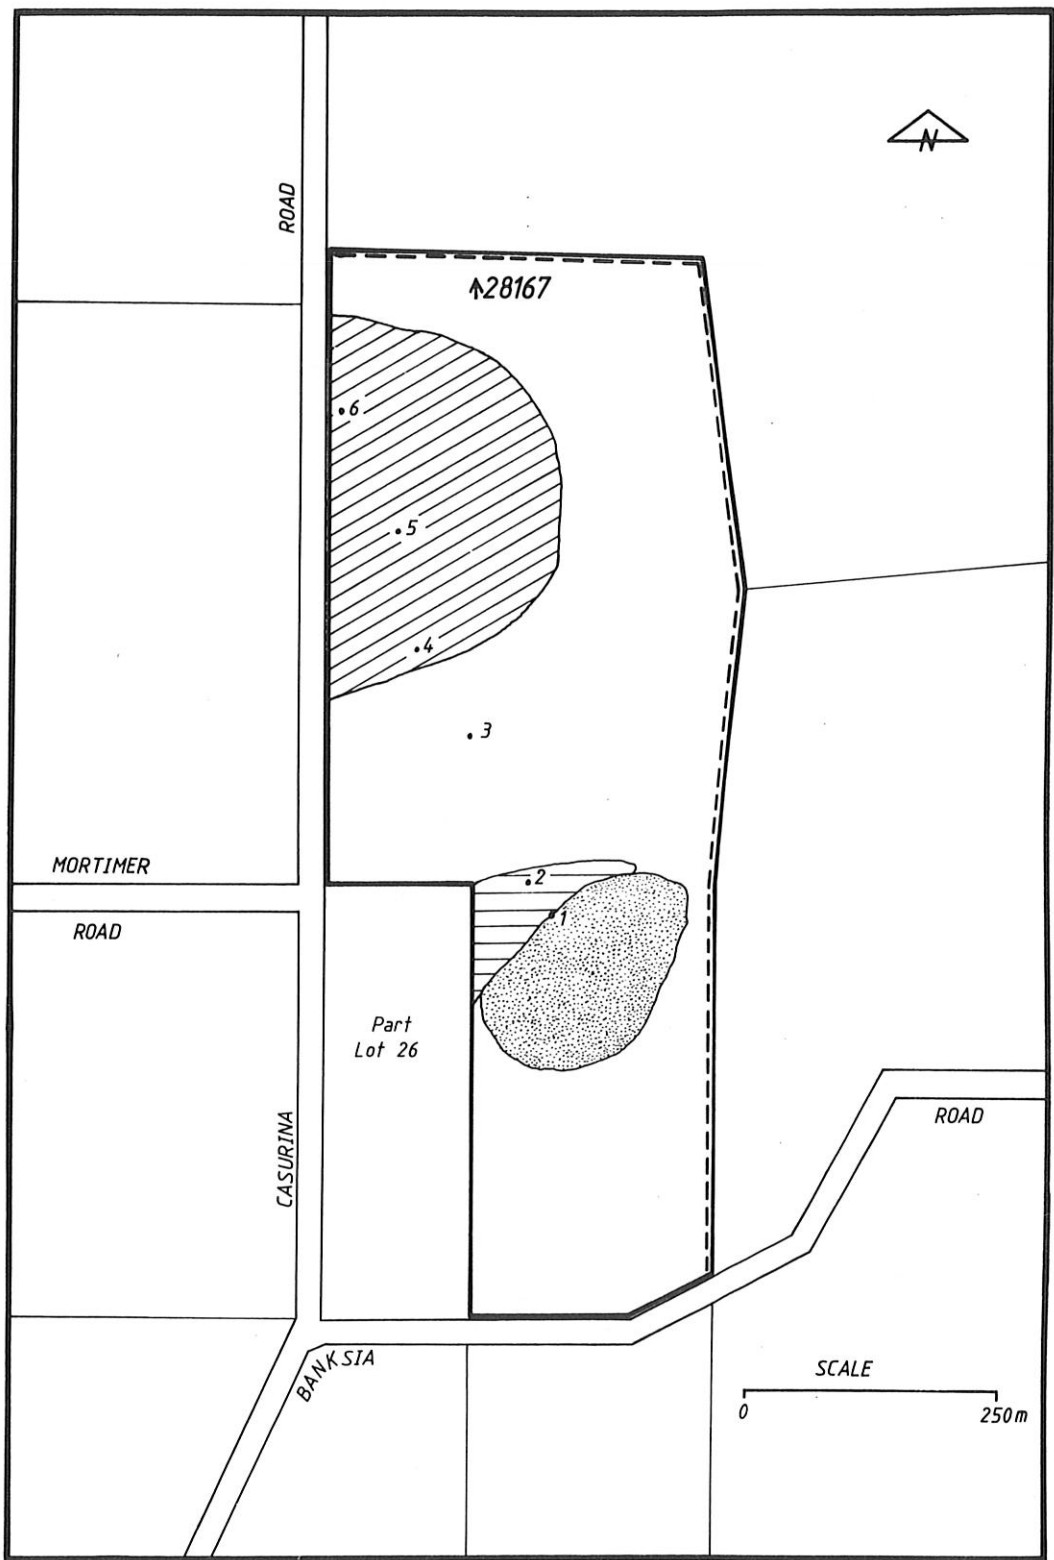 N
ROAD
↑28167
6
5
4
3
MORTIMER
ROAD
2
1
Part
Lot 26
CASURINA
ROAD
BANKSIA
SCALE
0 250m